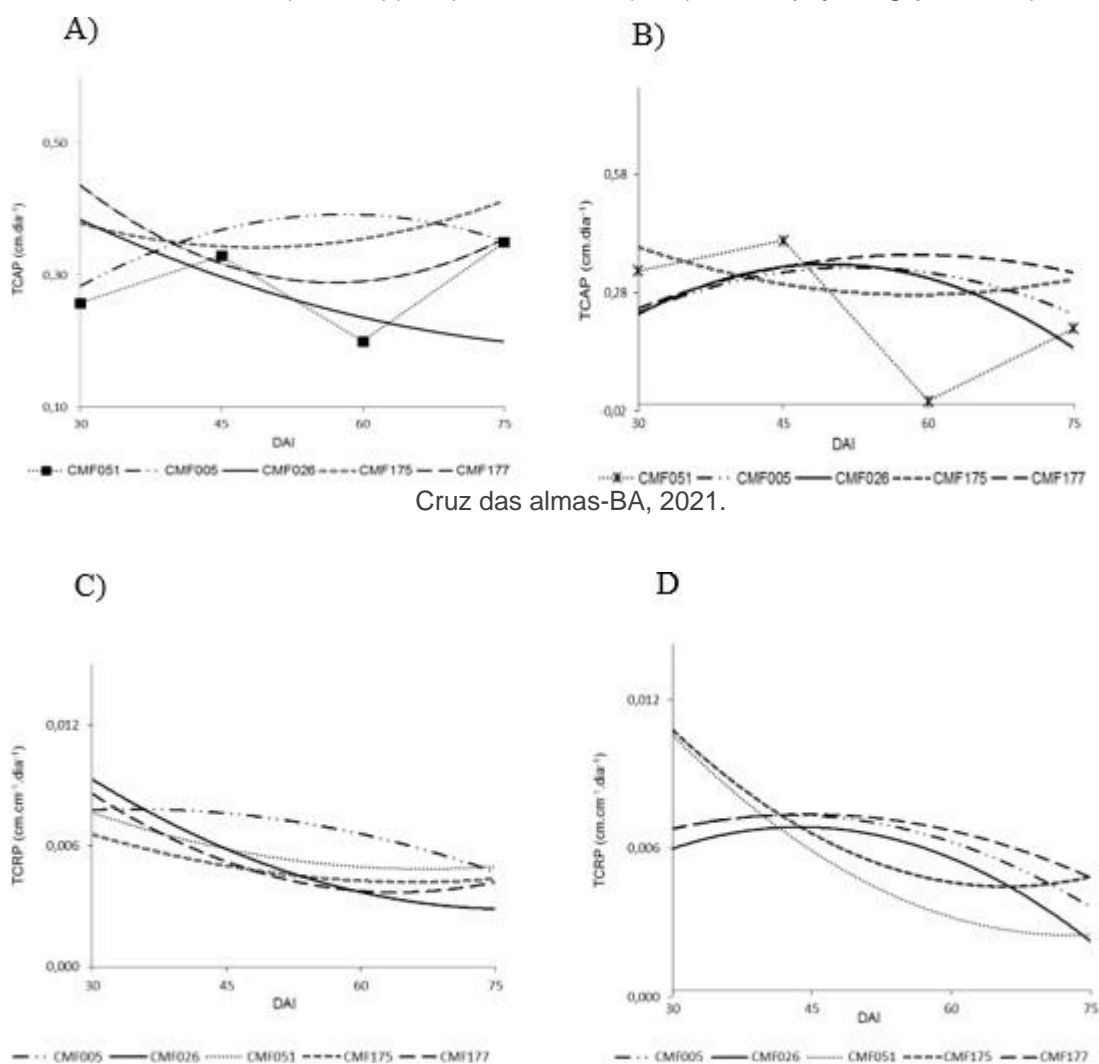 A)
0,50
0,30
0,10
TCAP (cm.dia⁻¹)
30 45 60 75
DAI
CMF051 CMF005 CMF026 CMF175 CMF177
B)
0,58
0,28
-0,02
TCAP (cm.dia⁻¹)
30 45 60 75
DAI
CMF051 CMF005 CMF026 CMF175 CMF177
Cruz das almas-BA, 2021.
C)
0,012
0,006
0,000
TCRP (cm.cm⁻¹.dia⁻¹)
30 45 60 75
DAI
CMF005 CMF026 CMF051 CMF175 CMF177
D
0,012
0,006
0,000
TCRP (cm.cm⁻¹.dia⁻¹)
30 45 60 75
DAI
CMF005 CMF026 CMF051 CMF175 CMF177